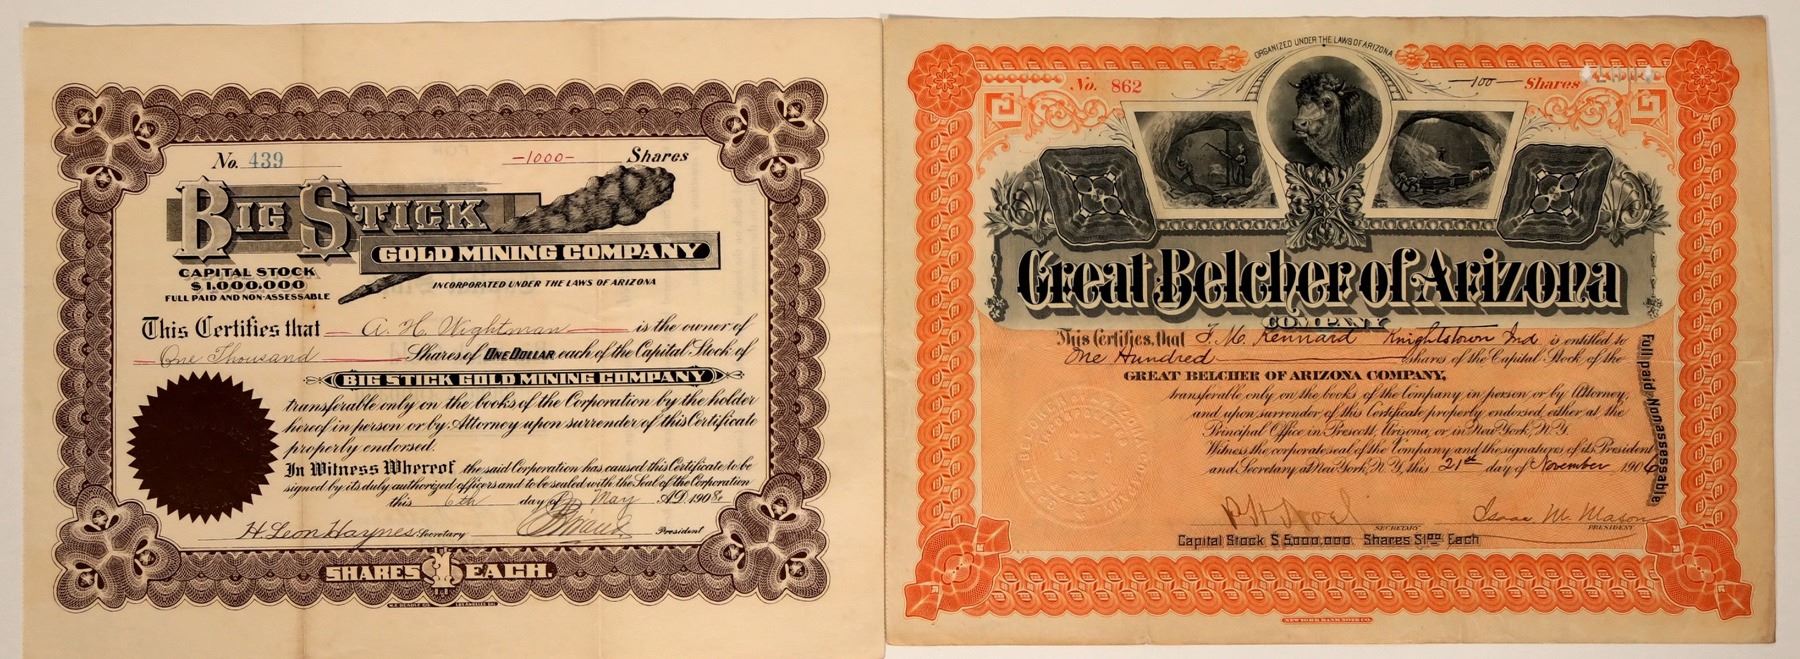 No. 439
-1000- Shares
BIG STICK
GOLD MINING COMPANY
CAPITAL STOCK
$1,000,000
FULL PAID AND NON-ASSESSABLE
INCORPORATED UNDER THE LAWS OF ARIZONA
This Certifies that A. H. Wightman is the owner of
One Thousand Shares of ONE DOLLAR each of the Capital Stock of
BIG STICK GOLD MINING COMPANY
transferable only on the books of the Corporation by the holder
hereof in person or by Attorney upon surrender of this Certificate
properly endorsed.
In Witness Whereof the said Corporation has caused this Certificate to be
signed by its duly authorized officers and to be sealed with the Seal of the Corporation
this 6th day of May A.D. 1908
H. Leon Haynes Secretary President
SHARES $1 EACH.
ORGANIZED UNDER THE LAWS OF ARIZONA
No. 862
-100- Shares
Great Belcher of Arizona
COMPANY
This Certifies that F. M. Kennard Knightstown Ind is entitled to
One Hundred shares of the Capital Stock of the
GREAT BELCHER OF ARIZONA COMPANY,
transferable only on the books of the Company, in person or by Attorney,
and upon surrender of this Certificate properly endorsed either at the
Principal Office in Prescott, Arizona, or in New York, N.Y.
Witness the corporate seal of the Company and the signatures of its President
and Secretary at New York, N.Y. this 21st day of November 1906
Full paid Non-assessable
SECRETARY
Isaac M. Mason
PRESIDENT
Capital Stock $5,000,000. Shares $1.00 Each
NEW YORK BANK NOTE CO.